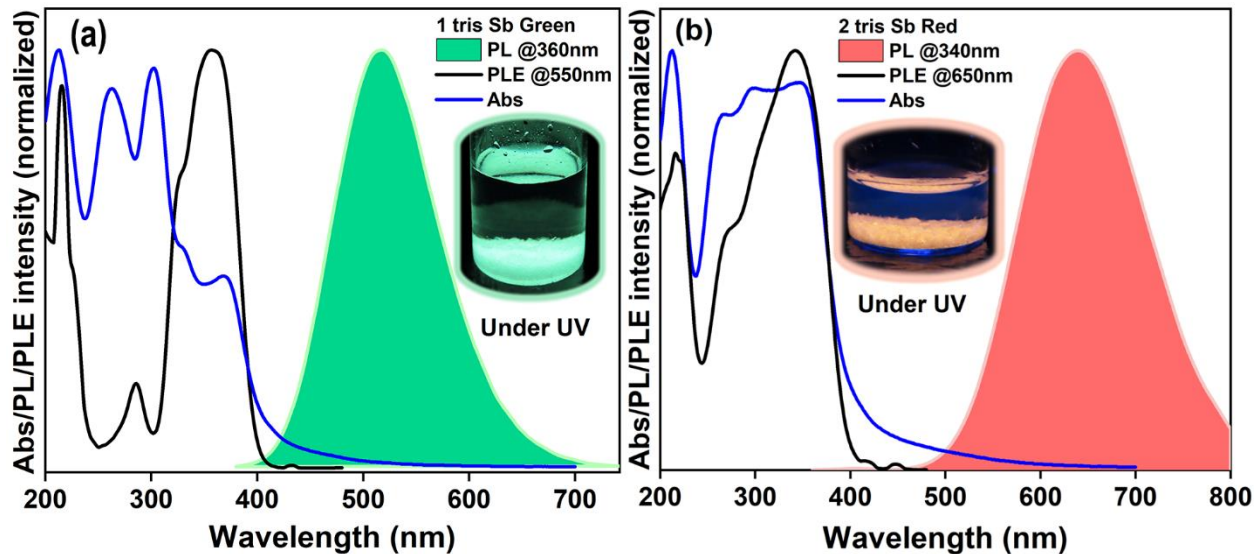 (a)
1 tris Sb Green
PL @360nm
PLE @550nm
Abs
Under UV
Abs/PL/PLE intensity (normalized)
200 300 400 500 600 700
Wavelength (nm)
(b)
2 tris Sb Red
PL @340nm
PLE @650nm
Abs
Under UV
Abs/PL/PLE intensity (normalized)
200 300 400 500 600 700 800
Wavelength (nm)